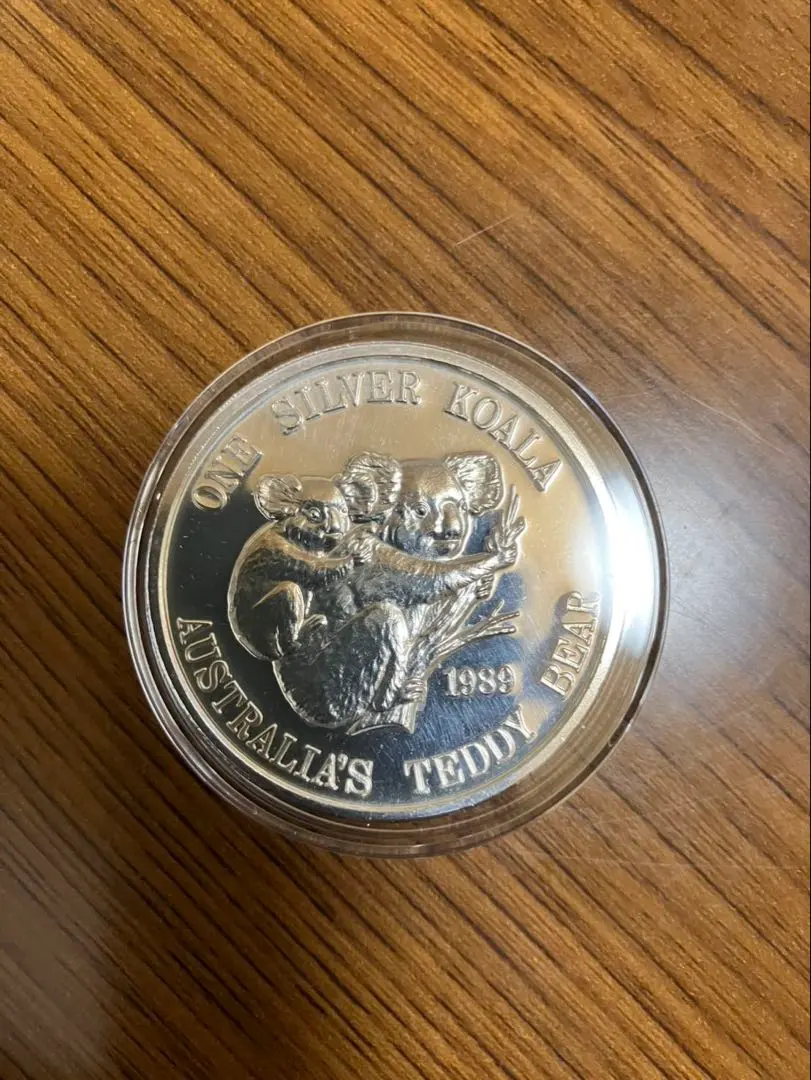 ONE SILVER KOALA
1989
AUSTRALIA'S TEDDY BEAR